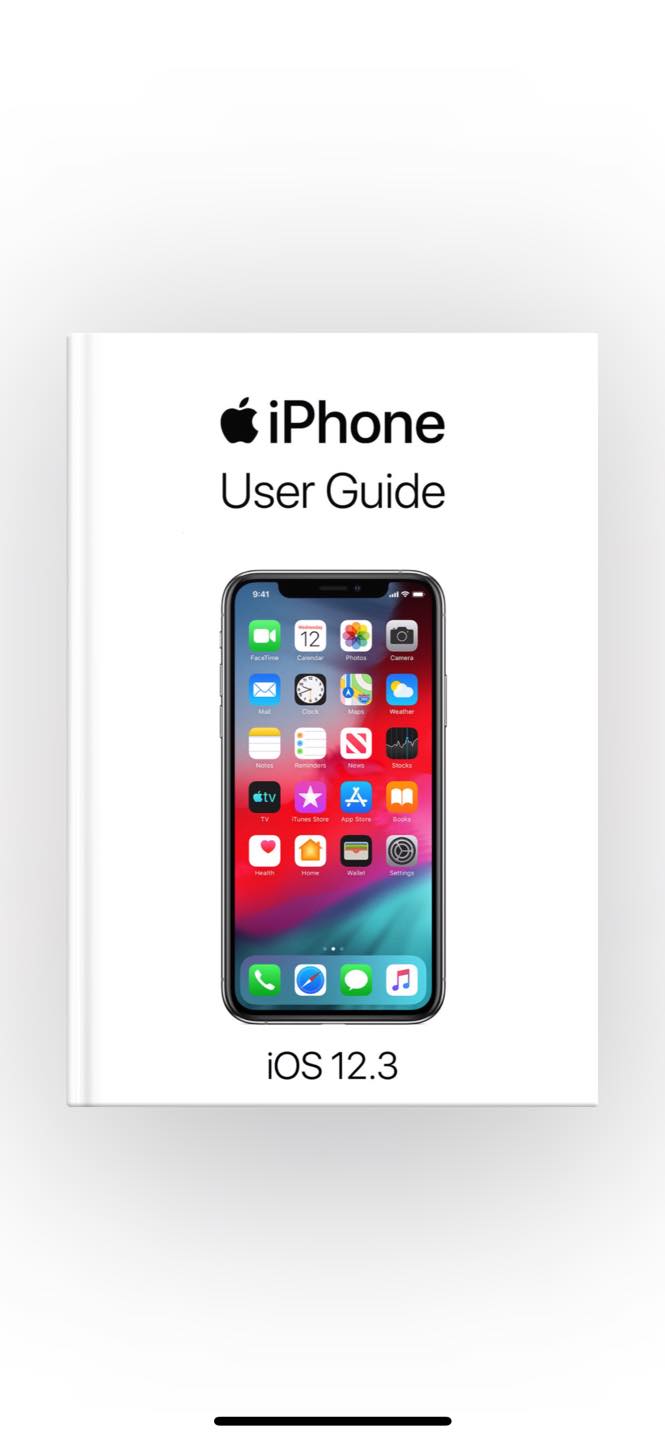 iPhone
User Guide
9:41
Wednesday
12
FaceTime Calendar Photos Camera
Mail Clock Maps Weather
Notes Reminders News Stocks
tv
TV iTunes Store App Store Books
Health Home Wallet Settings
iOS 12.3